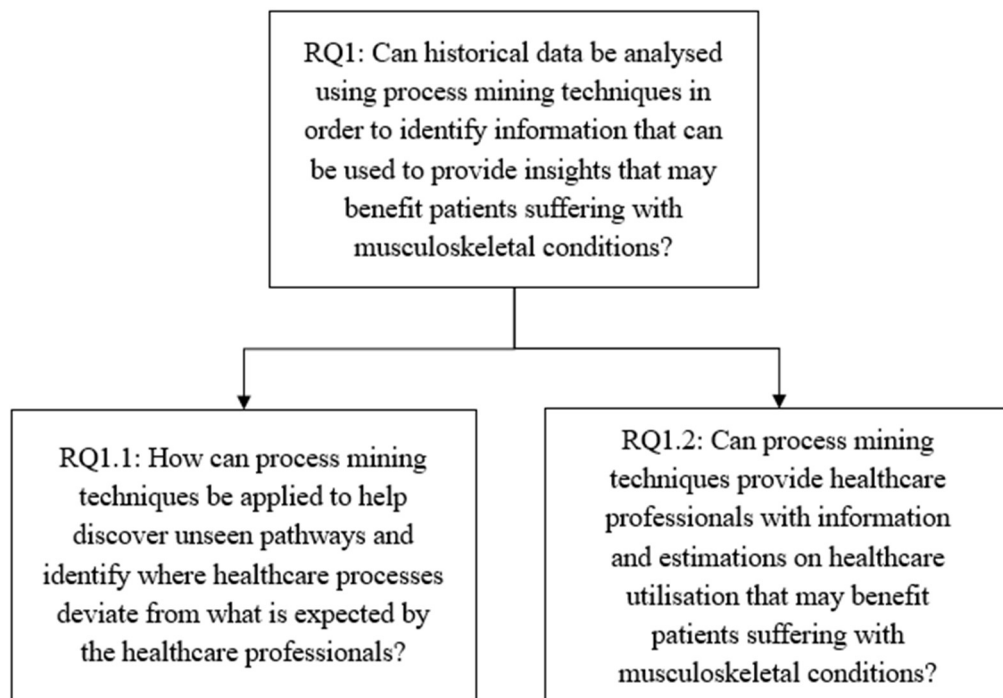 RQ1: Can historical data be analysed
using process mining techniques in
order to identify information that can
be used to provide insights that may
benefit patients suffering with
musculoskeletal conditions?
RQ1.1: How can process mining
techniques be applied to help
discover unseen pathways and
identify where healthcare processes
deviate from what is expected by
the healthcare professionals?
RQ1.2: Can process mining
techniques provide healthcare
professionals with information
and estimations on healthcare
utilisation that may benefit
patients suffering with
musculoskeletal conditions?